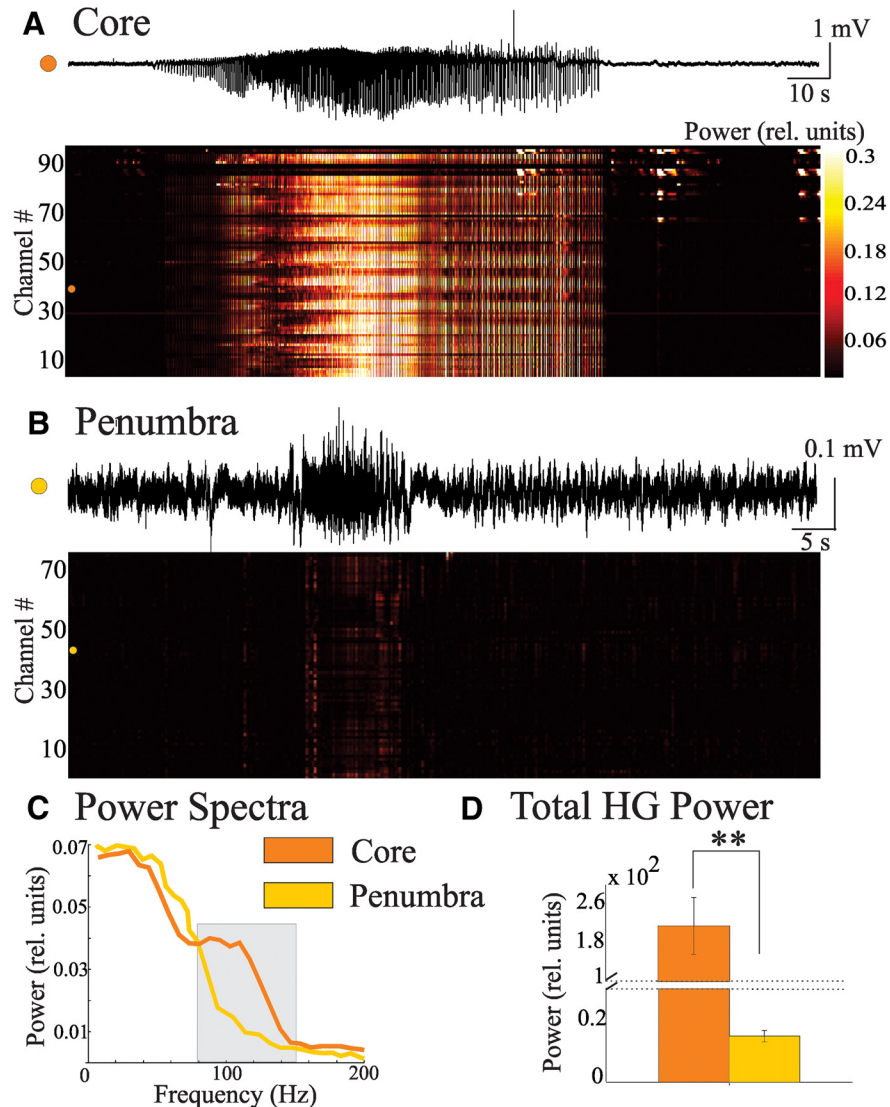 A Core
1 mV
10 s
Power (rel. units)
Channel #
90
70
50
30
10
0.3
0.24
0.18
0.12
0.06
B Penumbra
0.1 mV
5 s
Channel #
70
50
30
10
C Power Spectra
Core
Penumbra
Power (rel. units)
0.07
0.05
0.03
0.01
0 100 200
Frequency (Hz)
D Total HG Power
**
x 10²
Power (rel. units)
2.6
1.8
1
0.2
0